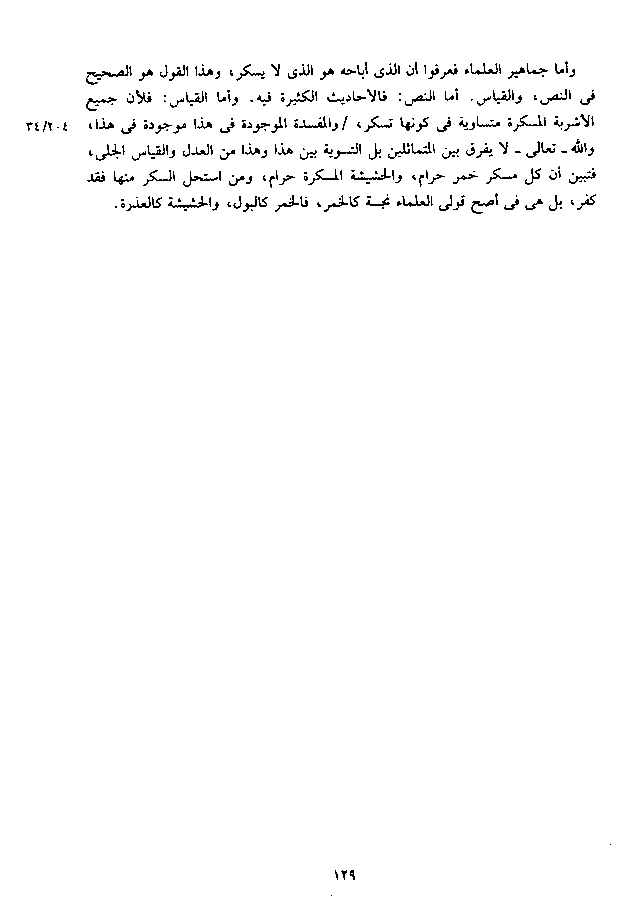 وأما جماهير العلماء فعرفوا أن الذى أباحه هو الذى لا يسكر، وهذا القول هو الصحيح
فى النص، والقياس. أما النص: فالأحاديث الكثيرة فيه. وأما القياس: فلأن جميع
الأشربة المسكرة متساوية فى كونها تسكر، / والمفسدة الموجودة فى هذا موجودة فى هذا، ٣٤/٢٠٤
والله ـ تعالى ـ لا يفرق بين المتماثلين بل التسوية بين هذا وهذا من العدل والقياس الجلى،
فتبين أن كل مسكر خمر حرام، والحشيشة المسكرة حرام، ومن استحل السكر منها فقد
كفر، بل هى فى أصح قولى العلماء نجسة كالخمر، فالخمر كالبول، والحشيشة كالعذرة.
١٢٩